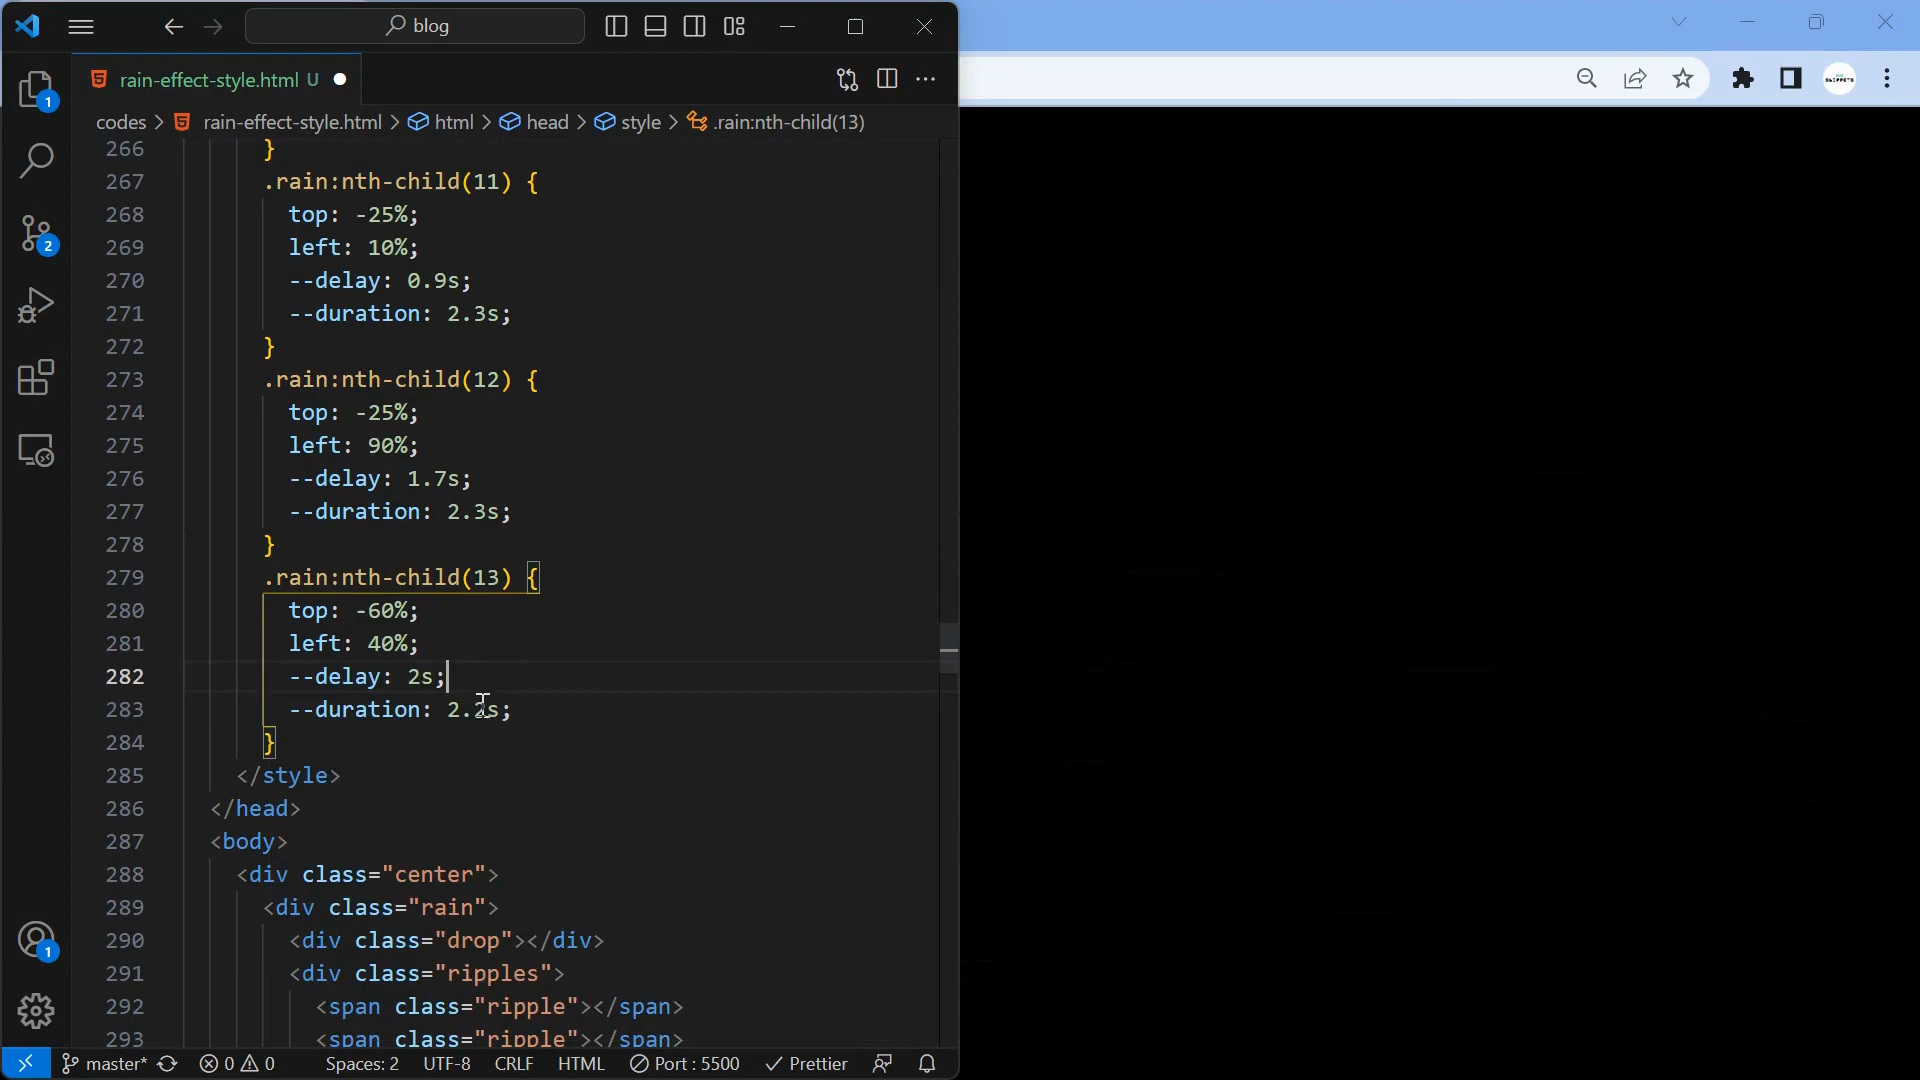 blog
rain-effect-style.html U
codes > rain-effect-style.html > html > head > style > .rain:nth-child(13)
266 }
267 .rain:nth-child(11) {
268 top: -25%;
269 left: 10%;
270 --delay: 0.9s;
271 --duration: 2.3s;
272 }
273 .rain:nth-child(12) {
274 top: -25%;
275 left: 90%;
276 --delay: 1.7s;
277 --duration: 2.3s;
278 }
279 .rain:nth-child(13) {
280 top: -60%;
281 left: 40%;
282 --delay: 2s;
283 --duration: 2.2s;
284 }
285 </style>
286 </head>
287 <body>
288 <div class="center">
289 <div class="rain">
290 <div class="drop"></div>
291 <div class="ripples">
292 <span class="ripple"></span>
293 <span class="ripple"></span>
1
2
1
master* 0 0 Spaces: 2 UTF-8 CRLF HTML Port : 5500 Prettier